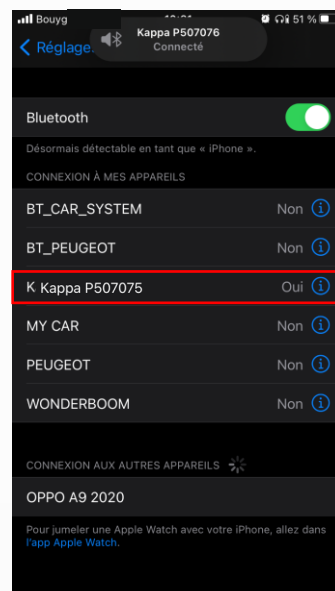 Bouyg 51 %
Kappa P507076
Connecté
Réglage
Bluetooth
Désormais détectable en tant que « iPhone ».
CONNEXION À MES APPAREILS
BT_CAR_SYSTEM Non
BT_PEUGEOT Non
K Kappa P507075 Oui
MY CAR Non
PEUGEOT Non
WONDERBOOM Non
CONNEXION AUX AUTRES APPAREILS
OPPO A9 2020
Pour jumeler une Apple Watch avec votre iPhone, allez dans
l'app Apple Watch.